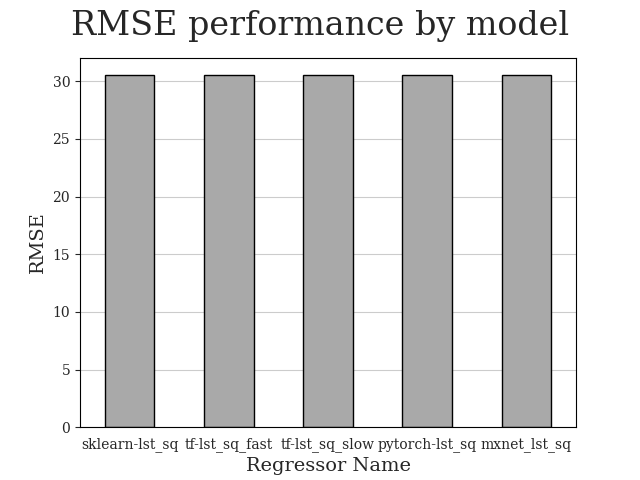 RMSE performance by model
RMSE
30
25
20
15
10
5
0
sklearn-lst_sq tf-lst_sq_fast tf-lst_sq_slow pytorch-lst_sq mxnet_lst_sq
Regressor Name